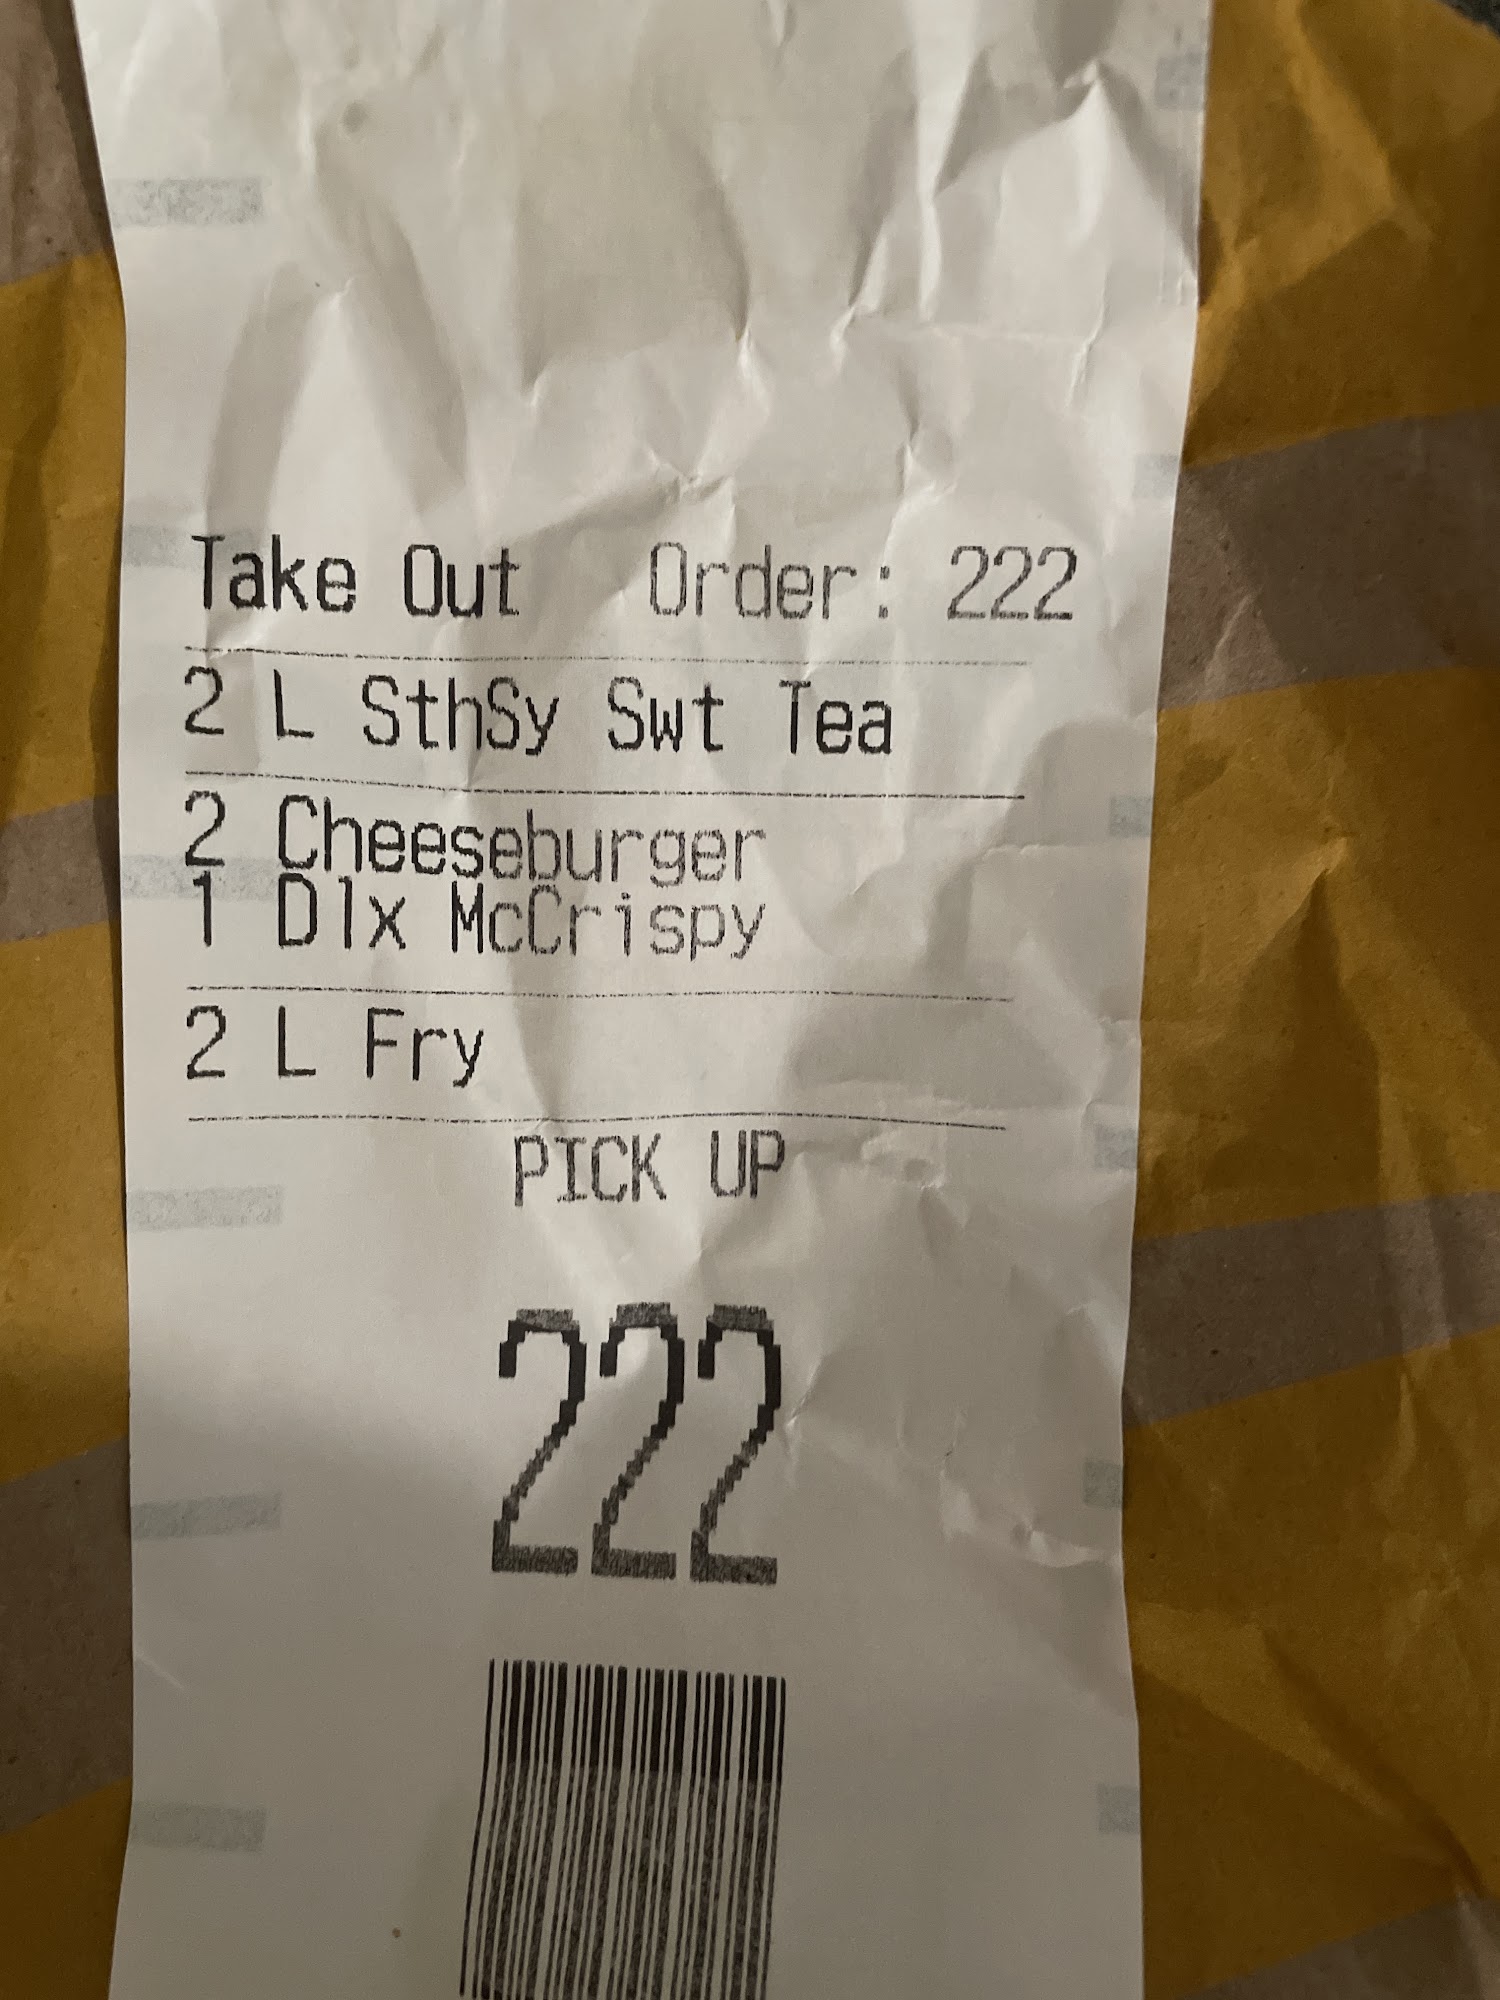 Take Out Order: 222
2 L SthSy Swt Tea
2 Cheeseburger
1 Dlx McCrispy
2 L Fry
PICK UP
222